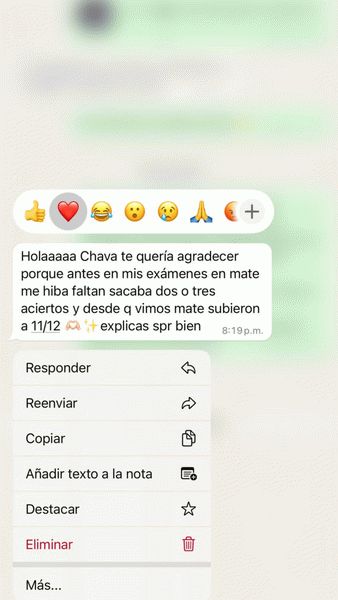 Holaaaaa Chava te quería agradecer
porque antes en mis exámenes en mate
me hiba faltan sacaba dos o tres
aciertos y desde q vimos mate subieron
a 11/12 🫶🏻✨explicas spr bien
8:19 p.m.
Responder
Reenviar
Copiar
Añadir texto a la nota
Destacar
Eliminar
Más...